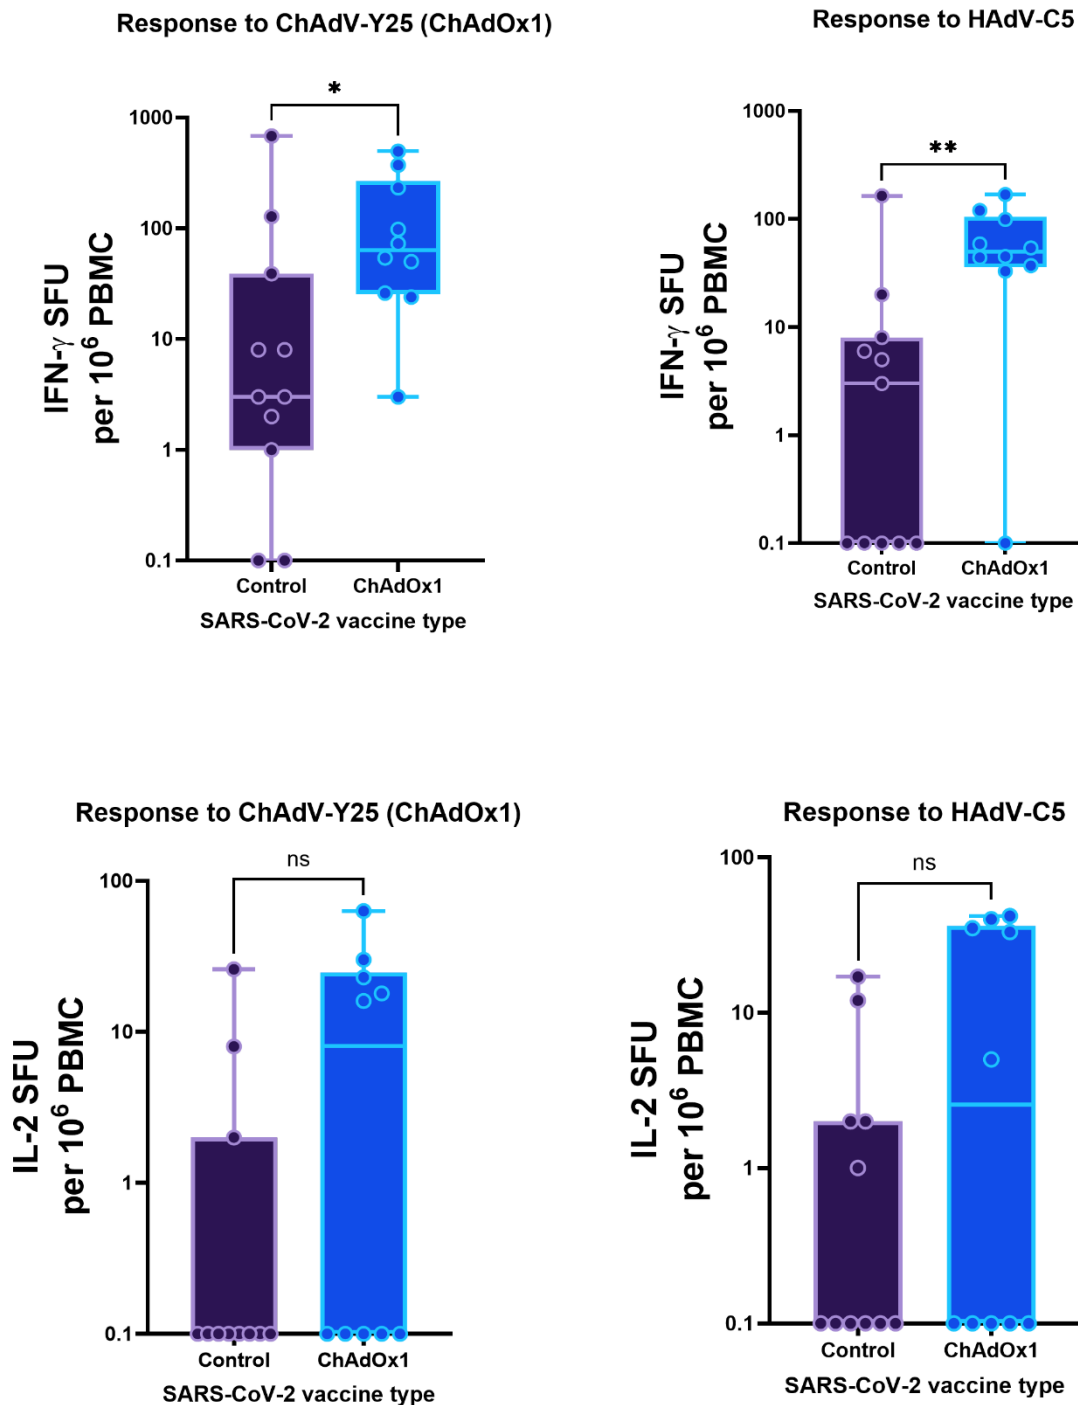 Response to ChAdV-Y25 (ChAdOx1)
*
1000
100
10
1
0.1
IFN-γ SFU
per 10⁶ PBMC
Control
ChAdOx1
SARS-CoV-2 vaccine type
Response to HAdV-C5
**
1000
100
10
1
0.1
IFN-γ SFU
per 10⁶ PBMC
Control
ChAdOx1
SARS-CoV-2 vaccine type
Response to ChAdV-Y25 (ChAdOx1)
ns
100
10
1
0.1
IL-2 SFU
per 10⁶ PBMC
Control
ChAdOx1
SARS-CoV-2 vaccine type
Response to HAdV-C5
ns
100
10
1
0.1
IL-2 SFU
per 10⁶ PBMC
Control
ChAdOx1
SARS-CoV-2 vaccine type